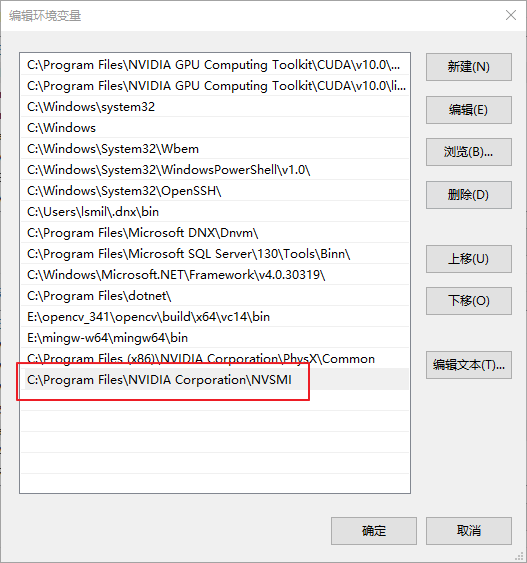 编辑环境变量
C:\Program Files\NVIDIA GPU Computing Toolkit\CUDA\v10.0\...
C:\Program Files\NVIDIA GPU Computing Toolkit\CUDA\v10.0\li...
C:\Windows\system32
C:\Windows
C:\Windows\System32\Wbem
C:\Windows\System32\WindowsPowerShell\v1.0\
C:\Windows\System32\OpenSSH\
C:\Users\lsmil\.dnx\bin
C:\Program Files\Microsoft DNX\Dnvm\
C:\Program Files\Microsoft SQL Server\130\Tools\Binn\
C:\Windows\Microsoft.NET\Framework\v4.0.30319\
C:\Program Files\dotnet\
E:\opencv_341\opencv\build\x64\vc14\bin
E:\mingw-w64\mingw64\bin
C:\Program Files (x86)\NVIDIA Corporation\PhysX\Common
C:\Program Files\NVIDIA Corporation\NVSMI
新建(N)
编辑(E)
浏览(B)...
删除(D)
上移(U)
下移(O)
编辑文本(T)...
确定
取消